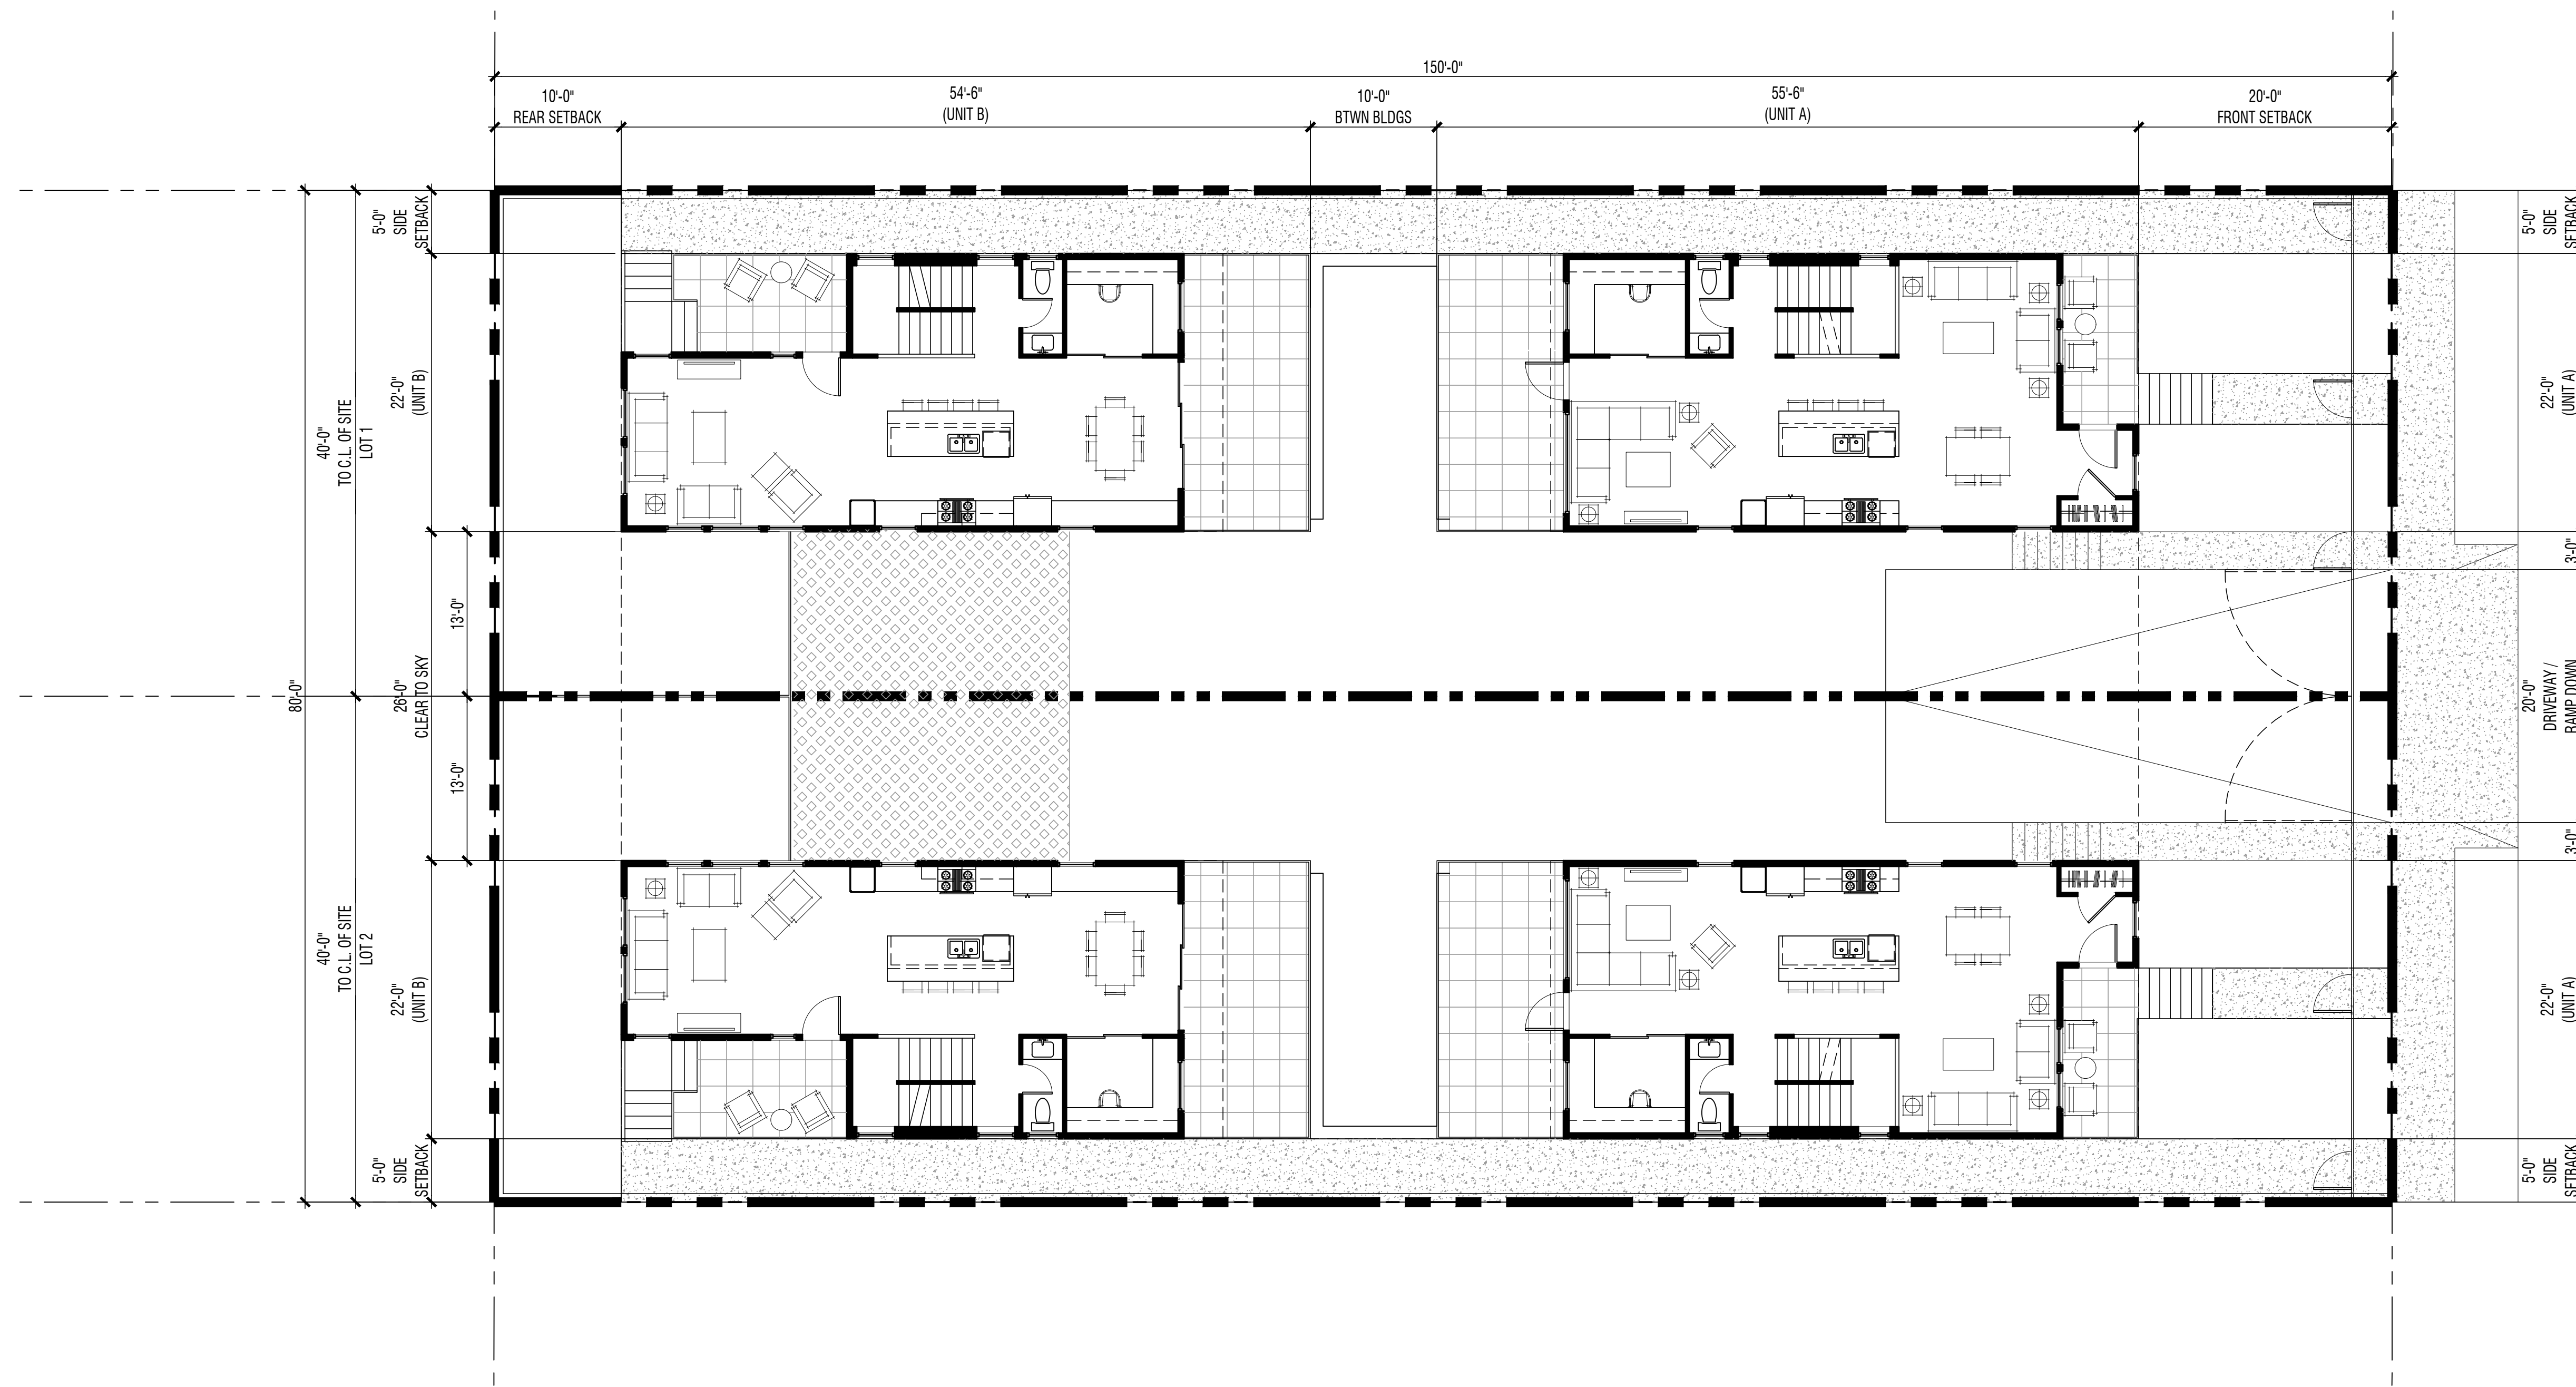 150'-0"
10'-0"
REAR SETBACK
54'-6"
(UNIT B)
10'-0"
BTWN BLDGS
55'-6"
(UNIT A)
20'-0"
FRONT SETBACK
5'-0"
SIDE
SETBACK
22'-0"
(UNIT B)
40'-0"
TO C.L. OF SITE
LOT 1
13'-0"
26'-0"
CLEAR TO SKY
80'-0"
13'-0"
40'-0"
TO C.L. OF SITE
LOT 2
22'-0"
(UNIT B)
5'-0"
SIDE
SETBACK
5'-0"
SIDE
SETBACK
22'-0"
(UNIT A)
3'-0"
20'-0"
DRIVEWAY /
RAMP DOWN
3'-0"
22'-0"
(UNIT A)
5'-0"
SIDE
SETBACK